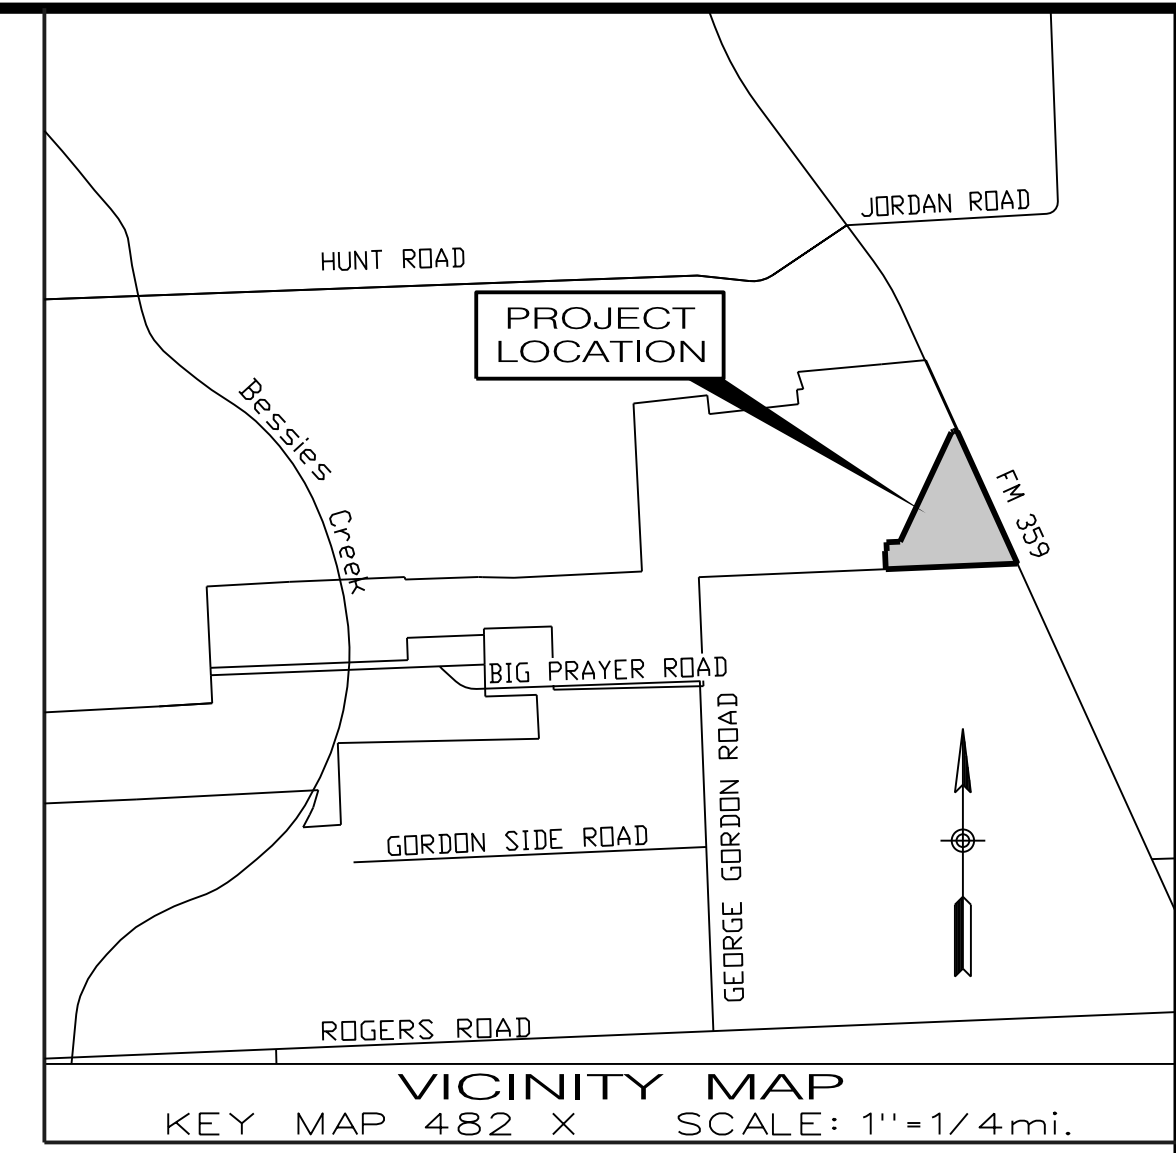 JORDAN ROAD
HUNT ROAD
PROJECT
LOCATION
Bessies Creek
FM 359
BIG PRAYER ROAD
GEORGE GORDON ROAD
GORDON SIDE ROAD
ROGERS ROAD
VICINITY MAP
KEY MAP 482 X SCALE: 1"=1/4mi.